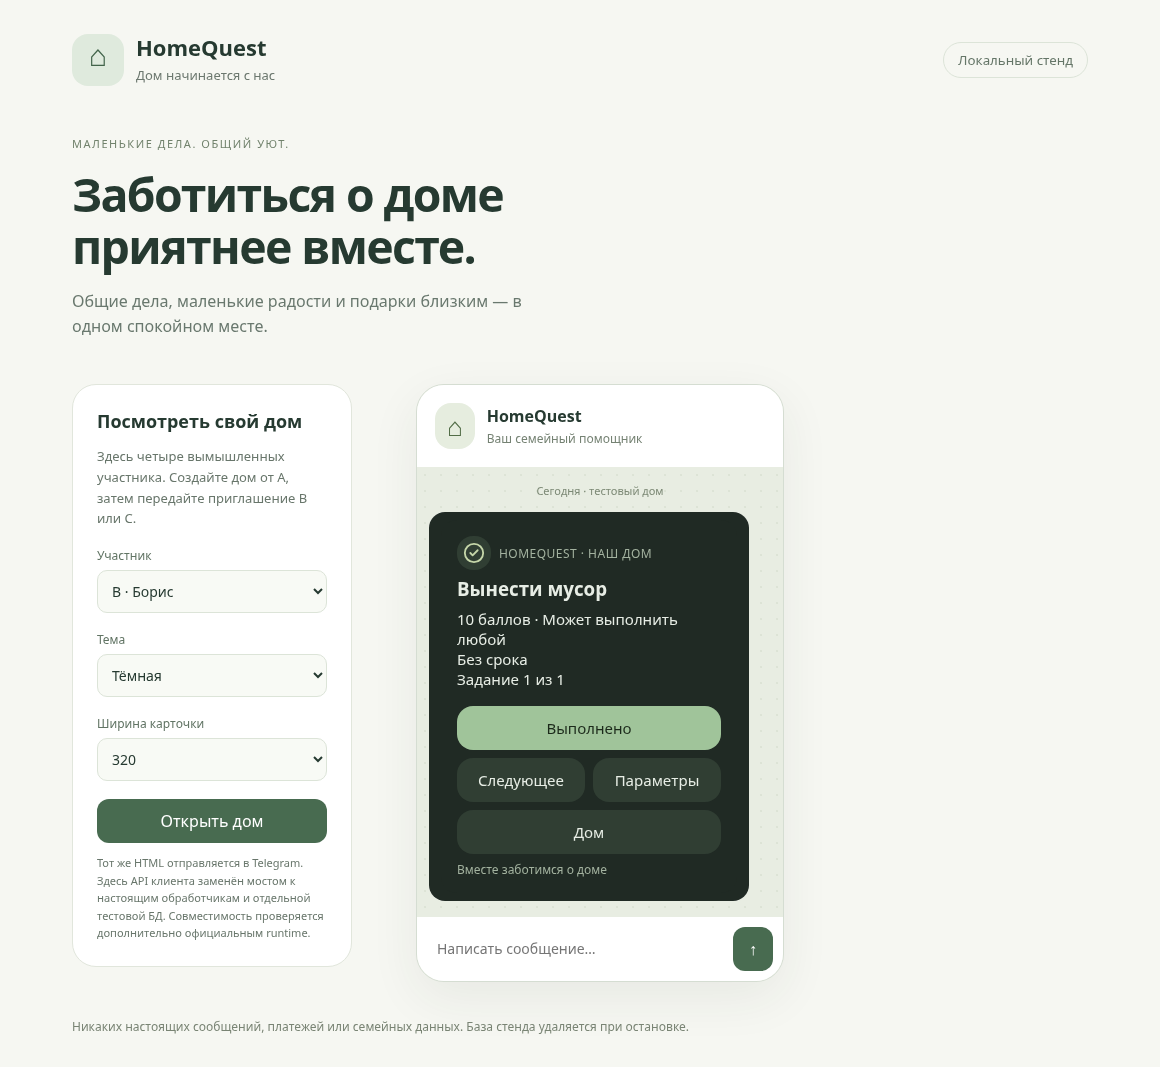 HomeQuest
Дом начинается с нас
Локальный стенд
МАЛЕНЬКИЕ ДЕЛА. ОБЩИЙ УЮТ.
Заботиться о доме
приятнее вместе.
Общие дела, маленькие радости и подарки близким — в
одном спокойном месте.
Посмотреть свой дом
Здесь четыре вымышленных
участника. Создайте дом от А,
затем передайте приглашение В
или С.
Участник
B · Борис
Тема
Тёмная
Ширина карточки
320
Открыть дом
Тот же HTML отправляется в Telegram.
Здесь API клиента заменён мостом к
настоящим обработчикам и отдельной
тестовой БД. Совместимость проверяется
дополнительно официальным runtime.
HomeQuest
Ваш семейный помощник
Сегодня · тестовый дом
HOMEQUEST · НАШ ДОМ
Вынести мусор
10 баллов · Может выполнить
любой
Без срока
Задание 1 из 1
Выполнено
Следующее
Параметры
Дом
Вместе заботимся о доме
Написать сообщение...
↑
Никаких настоящих сообщений, платежей или семейных данных. База стенда удаляется при остановке.